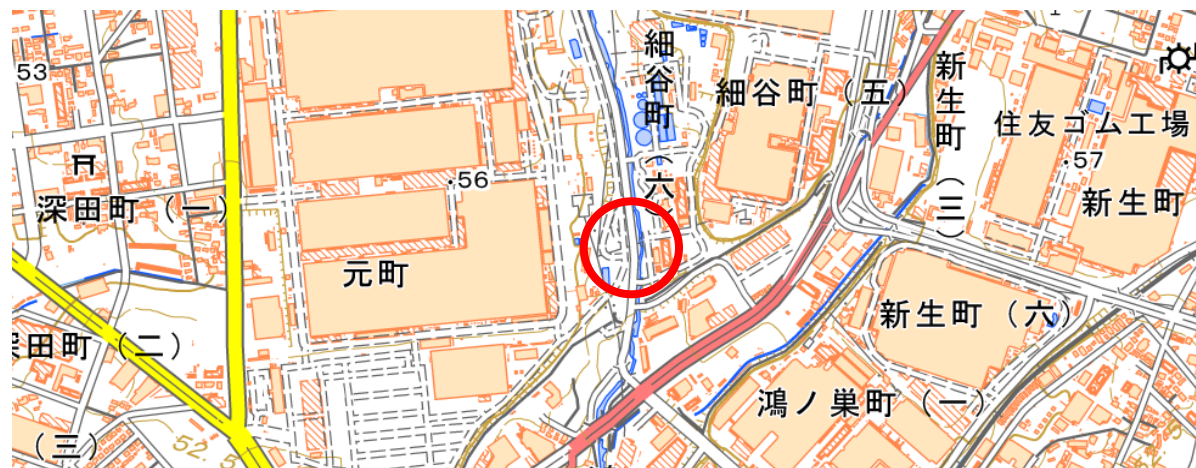 53
細谷町(六)
細谷町(五)
新生町(三)
住友ゴム工場
・57
・56
深田町(一)
新生町
元町
新生町(六)
深田町(二)
鴻ノ巣町(一)
(三)
52.5